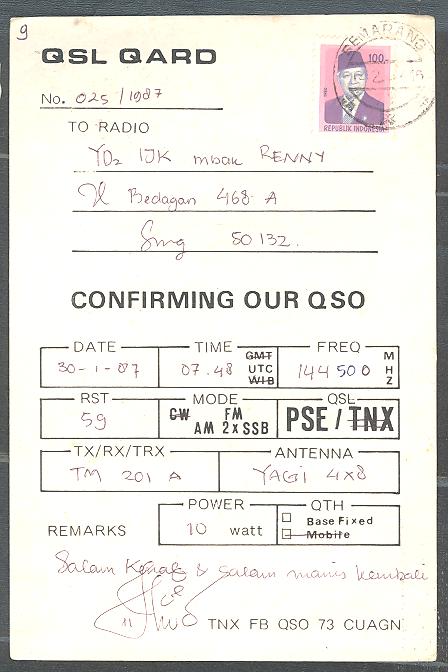 9
QSL QARD
No. 025/1987
SEMARANG
100,-
REPUBLIK INDONESIA
TO RADIO
YD2 IJK mbak RENNY
Jl Bedagan 468 A
Smg 50132.
CONFIRMING OUR QSO
DATE TIME FREQ
30-1-87 07.48 GMT UTC WIB 144 500 MHZ
RST MODE QSL
59 CW FM AM 2xSSB PSE / TNX
TX/RX/TRX ANTENNA
TM 201 A YAGI 4x8
POWER QTH
10 watt Base Fixed
Mobile
REMARKS
Salam Kenal & salam manis kembali
TNX FB QSO 73 CUAGN